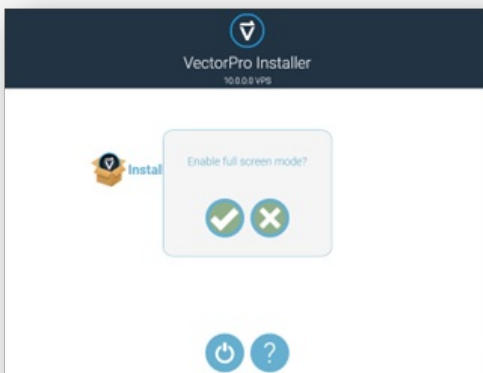 VectorPro Installer
10.0.0.0 VPS
Enable full screen mode?
Instal
?